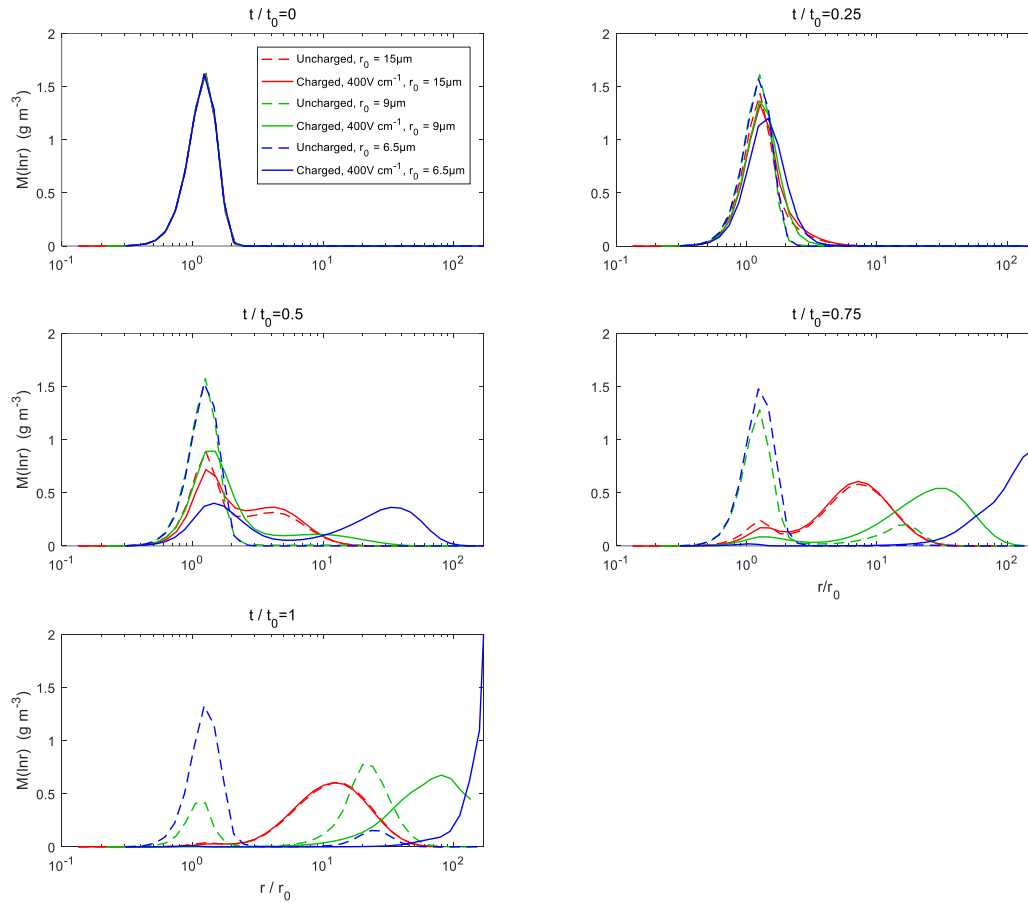 t / t0=0
M(lnr) (g m-3)
2
1.5
1
0.5
0
10-1
100
101
102
Uncharged, r0 = 15µm
Charged, 400V cm-1, r0 = 15µm
Uncharged, r0 = 9µm
Charged, 400V cm-1, r0 = 9µm
Uncharged, r0 = 6.5µm
Charged, 400V cm-1, r0 = 6.5µm
t / t0=0.25
2
1.5
1
0.5
0
10-1
100
101
102
t / t0=0.5
M(lnr) (g m-3)
2
1.5
1
0.5
0
10-1
100
101
102
t / t0=0.75
2
1.5
1
0.5
0
10-1
100
101
102
r/r0
t / t0=1
M(lnr) (g m-3)
2
1.5
1
0.5
0
10-1
100
101
102
r / r0